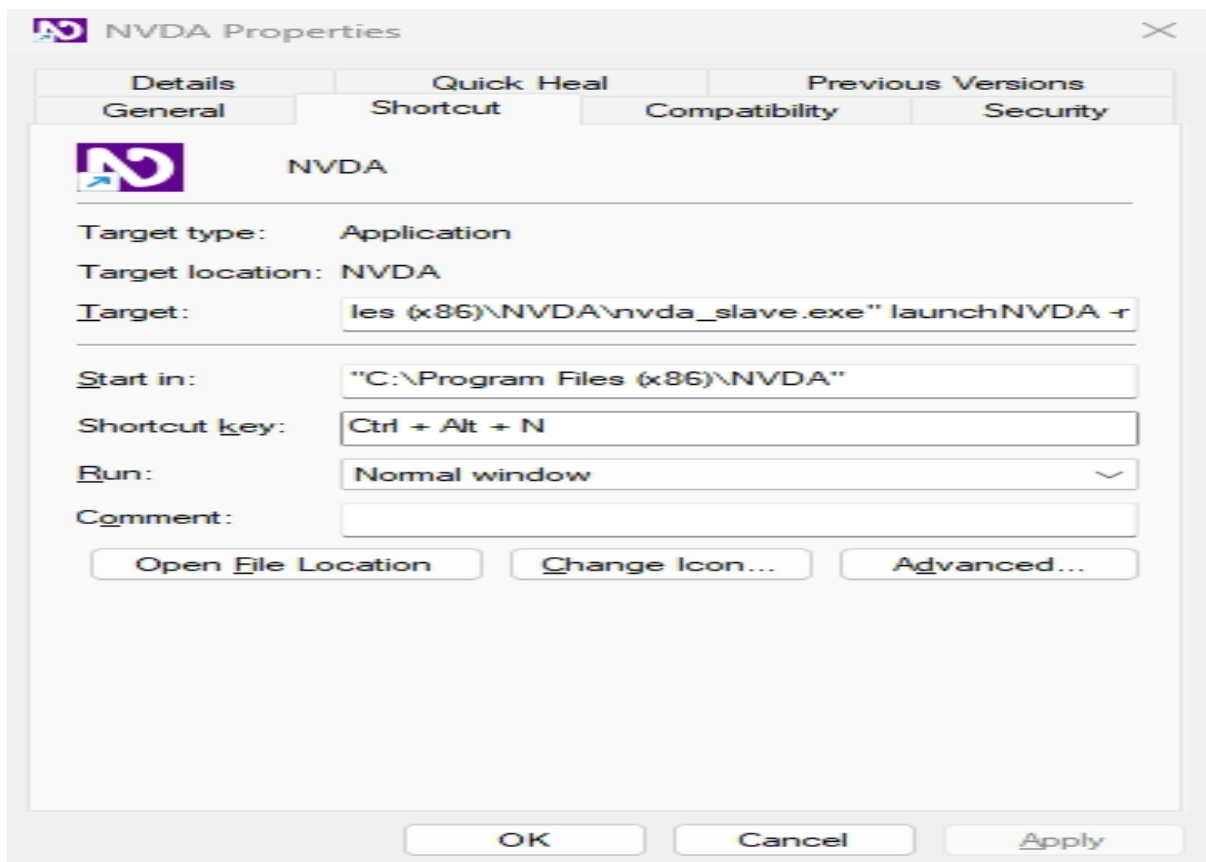 NVDA Properties
Details Quick Heal Previous Versions
General Shortcut Compatibility Security
NVDA
Target type: Application
Target location: NVDA
Target: les (x86)\NVDA\nvda_slave.exe" launchNVDA -r
Start in: "C:\Program Files (x86)\NVDA"
Shortcut key: Ctrl + Alt + N
Run: Normal window
Comment:
Open File Location Change Icon... Advanced...
OK Cancel Apply